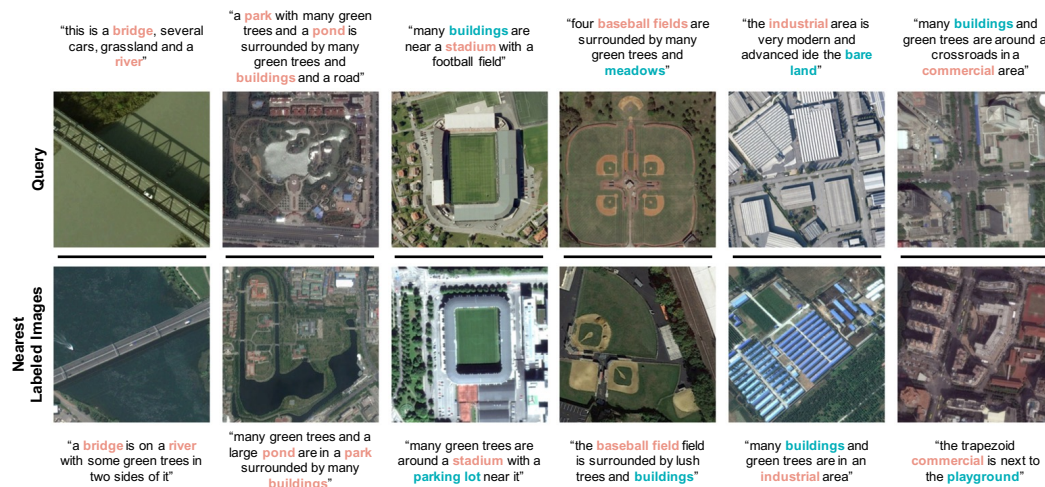 “this is a bridge, several
cars, grassland and a
river”
“a park with many green
trees and a pond is
surrounded by many
green trees and
buildings and a road”
“many buildings are
near a stadium with a
football field”
“four baseball fields are
surrounded by many
green trees and
meadows”
“the industrial area is
very modern and
advanced ide the bare
land”
“many buildings and
green trees are around a
crossroads in a
commercial area”
Query
Nearest
Labeled Images
“a bridge is on a river
with some green trees in
two sides of it”
“many green trees and a
large pond are in a park
surrounded by many
buildings”
“many green trees are
around a stadium with a
parking lot near it”
“the baseball field field
is surrounded by lush
trees and buildings”
“many buildings and
green trees are in an
industrial area”
“the trapezoid
commercial is next to
the playground”